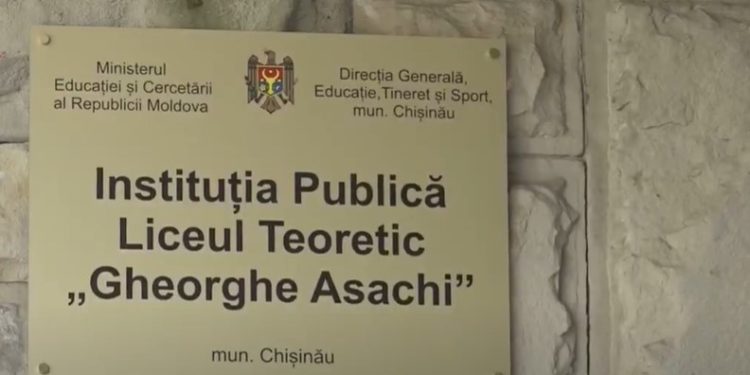 Ministerul
Educației și Cercetării
al Republicii Moldova
Direcția Generală,
Educație,Tineret și Sport,
mun. Chișinău
Instituția Publică
Liceul Teoretic
„Gheorghe Asachi”
mun. Chișinău